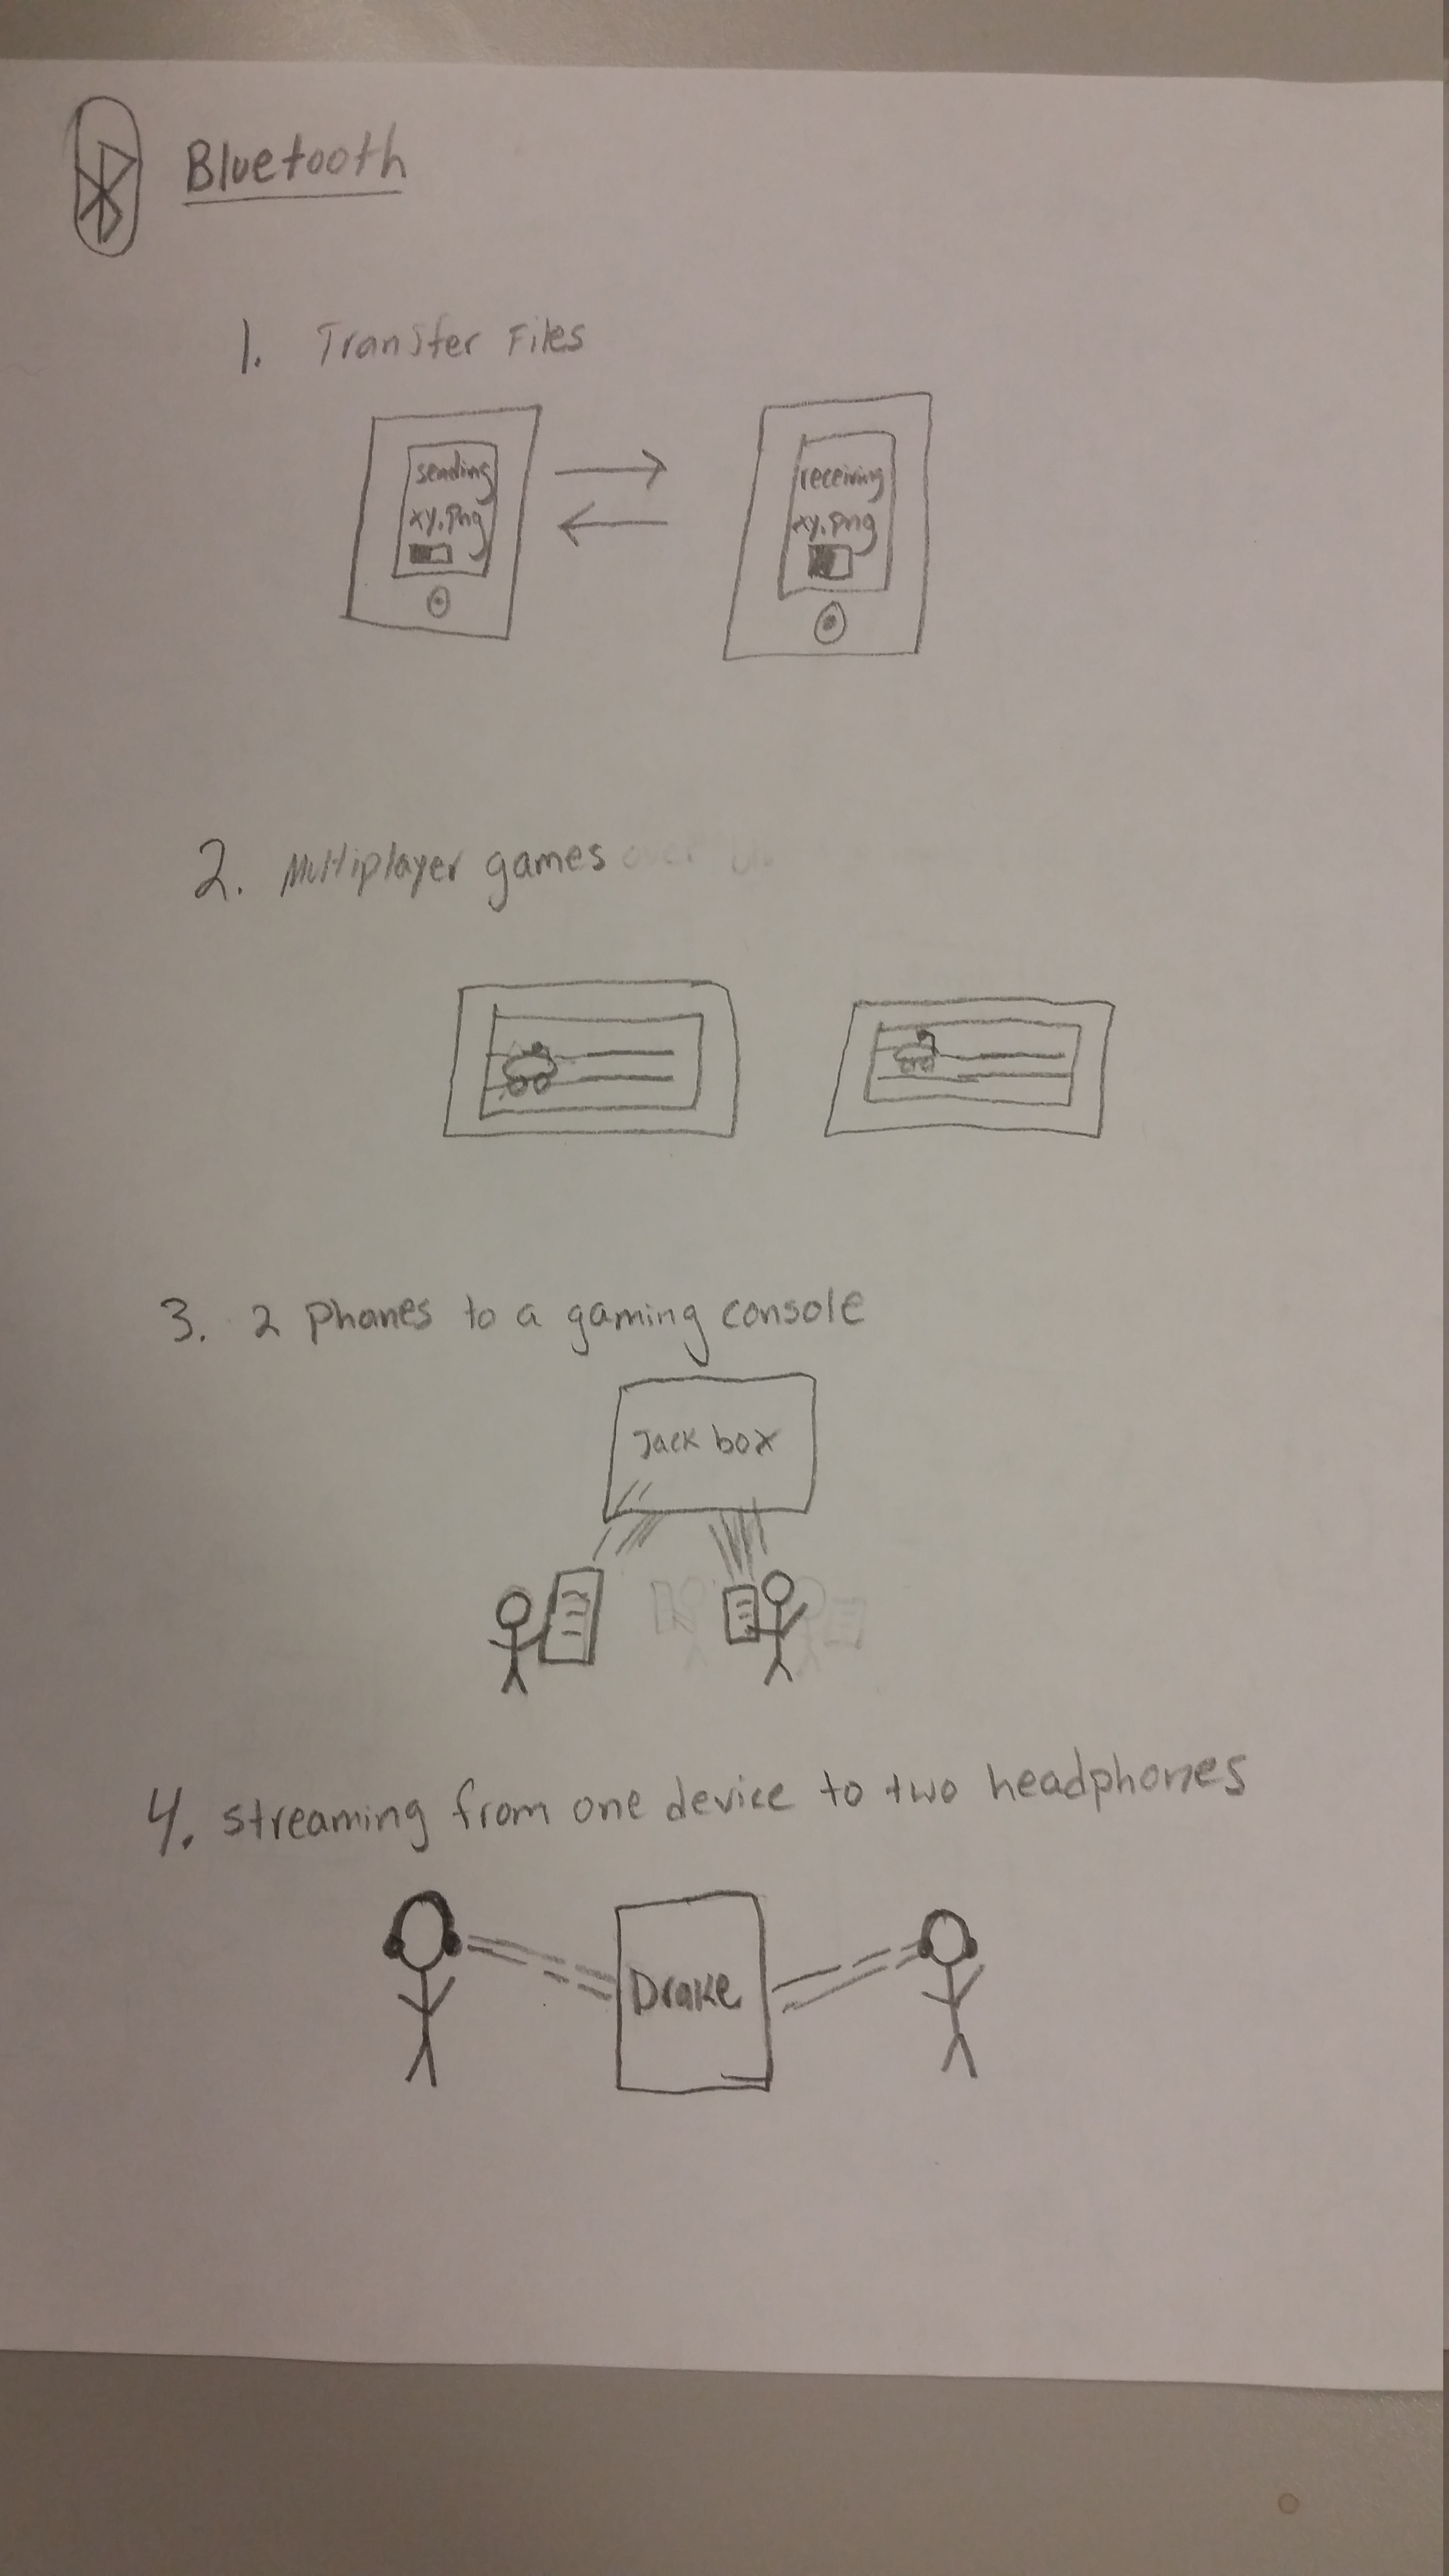 Bluetooth
1. Transfer Files
sending
xy.png
receiving
xy.png
2. Multiplayer games over
3. 2 phones to a gaming console
Jack box
4. streaming from one device to two headphones
Drake